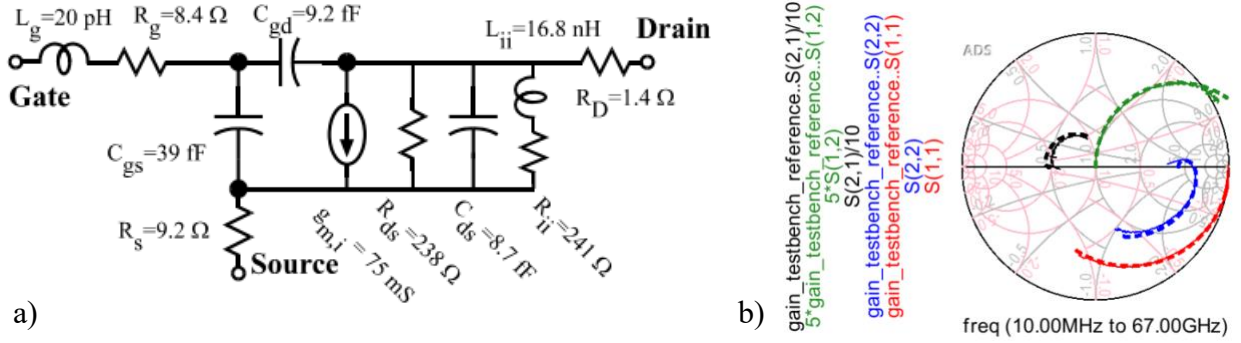 L_g=20 pH
R_g=8.4 Ω
C_gd=9.2 fF
L_ii=16.8 nH
Drain
Gate
R_D=1.4 Ω
C_gs=39 fF
R_s=9.2 Ω
Source
g_m,i = 75 mS
R_ds=238 Ω
C_ds=8.7 fF
R_ii=241 Ω
a)
gain_testbench_reference..S(2,1)/10
5*gain_testbench_reference..S(1,2)
5*S(1,2)
S(2,1)/10
gain_testbench_reference..S(2,2)
gain_testbench_reference..S(1,1)
S(2,2)
S(1,1)
ADS
freq (10.00MHz to 67.00GHz)
b)